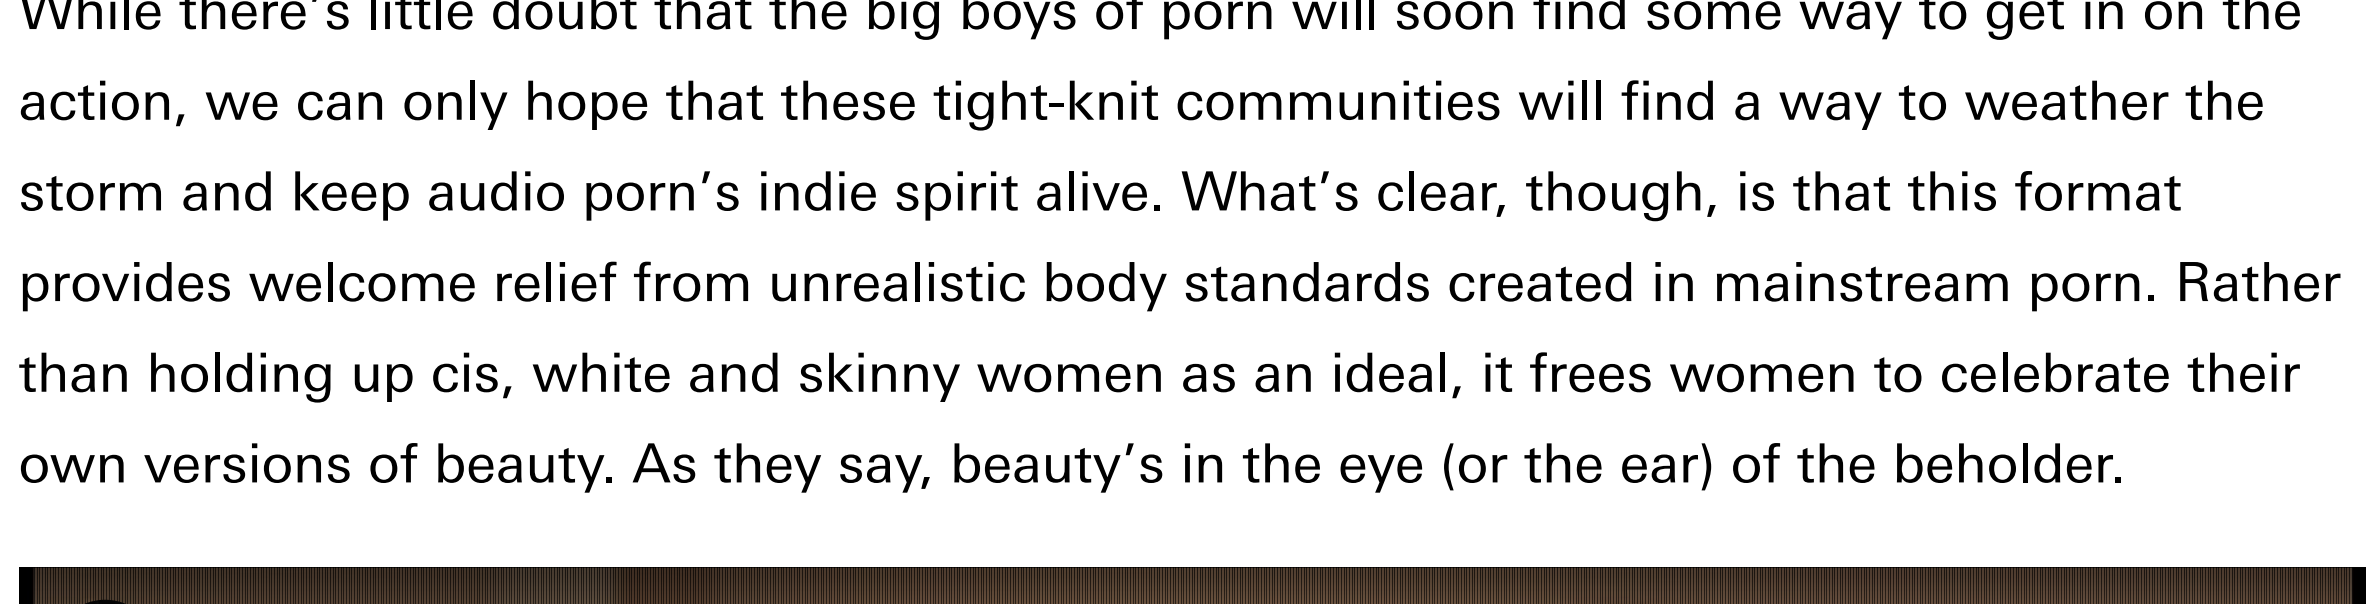 While there’s little doubt that the big boys of porn will soon find some way to get in on the
action, we can only hope that these tight-knit communities will find a way to weather the
storm and keep audio porn’s indie spirit alive. What’s clear, though, is that this format
provides welcome relief from unrealistic body standards created in mainstream porn. Rather
than holding up cis, white and skinny women as an ideal, it frees women to celebrate their
own versions of beauty. As they say, beauty’s in the eye (or the ear) of the beholder.